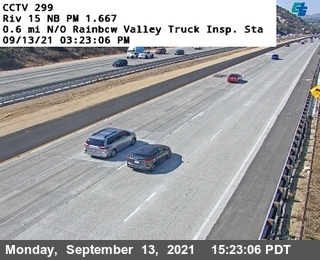 CCTV 299
Riv 15 NB PM 1.667
0.6 mi N/O Rainbcw Valley Truck Insp. Sta
09/13/21 03:23:06 PM
Monday, September 13, 2021 15:23:06 PDT